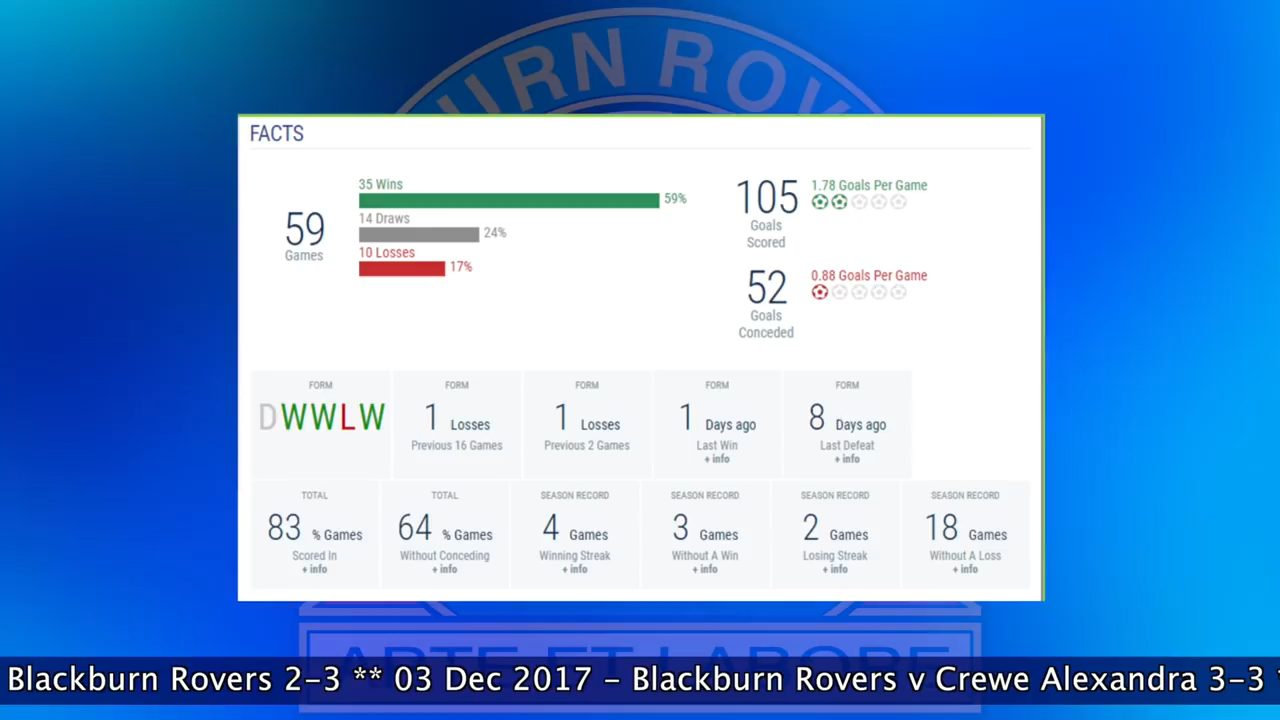 BURN ROV
FACTS
35 Wins
59%
14 Draws
24%
10 Losses
17%
59
Games
105
Goals
Scored
1.78 Goals Per Game
52
Goals
Conceded
0.88 Goals Per Game
FORM
DWWLW
FORM
1 Losses
Previous 16 Games
FORM
1 Losses
Previous 2 Games
FORM
1 Days ago
Last Win
+ info
FORM
8 Days ago
Last Defeat
+ info
TOTAL
83 % Games
Scored In
+ info
TOTAL
64 % Games
Without Conceding
+ info
SEASON RECORD
4 Games
Winning Streak
+ info
SEASON RECORD
3 Games
Without A Win
+ info
SEASON RECORD
2 Games
Losing Streak
+ info
SEASON RECORD
18 Games
Without A Loss
+ info
ARTE ET LABORE
Blackburn Rovers 2-3 ** 03 Dec 2017 - Blackburn Rovers v Crewe Alexandra 3-3